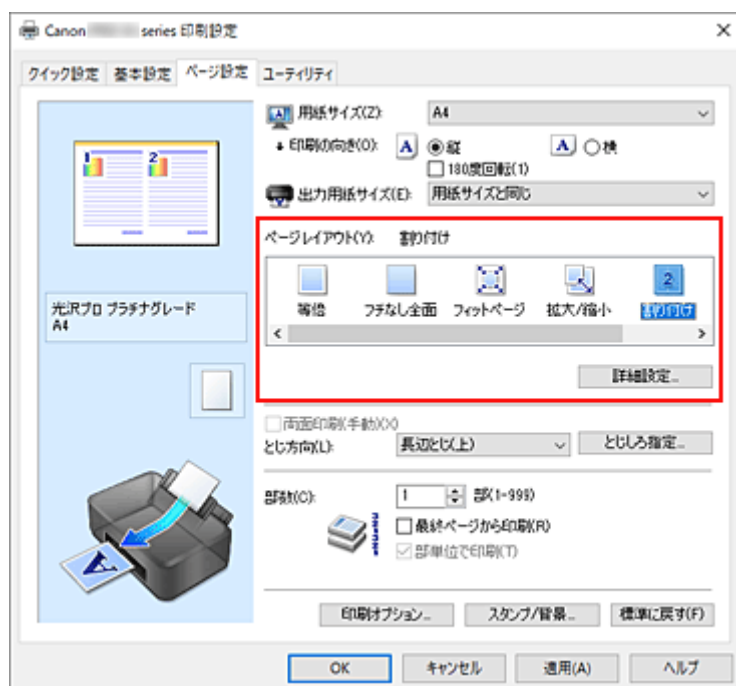 Canon series 印刷設定
クイック設定 基本設定 ページ設定 ユーティリティ
用紙サイズ(Z): A4
印刷の向き(O): A 縦 A 横
180度回転(1)
出力用紙サイズ(E): 用紙サイズと同じ
ページレイアウト(Y): 割り付け
1 2
等倍 フチなし全面 フィットページ 拡大/縮小 2 割り付け
光沢プロ プラチナグレード
A4
詳細設定...
両面印刷(手動)(X)
とじ方向(L): 長辺とじ(上) とじしろ指定...
部数(C): 1 部(1-999)
最終ページから印刷(R)
部単位で印刷(T)
A
印刷オプション... スタンプ/背景... 標準に戻す(F)
OK キャンセル 適用(A) ヘルプ